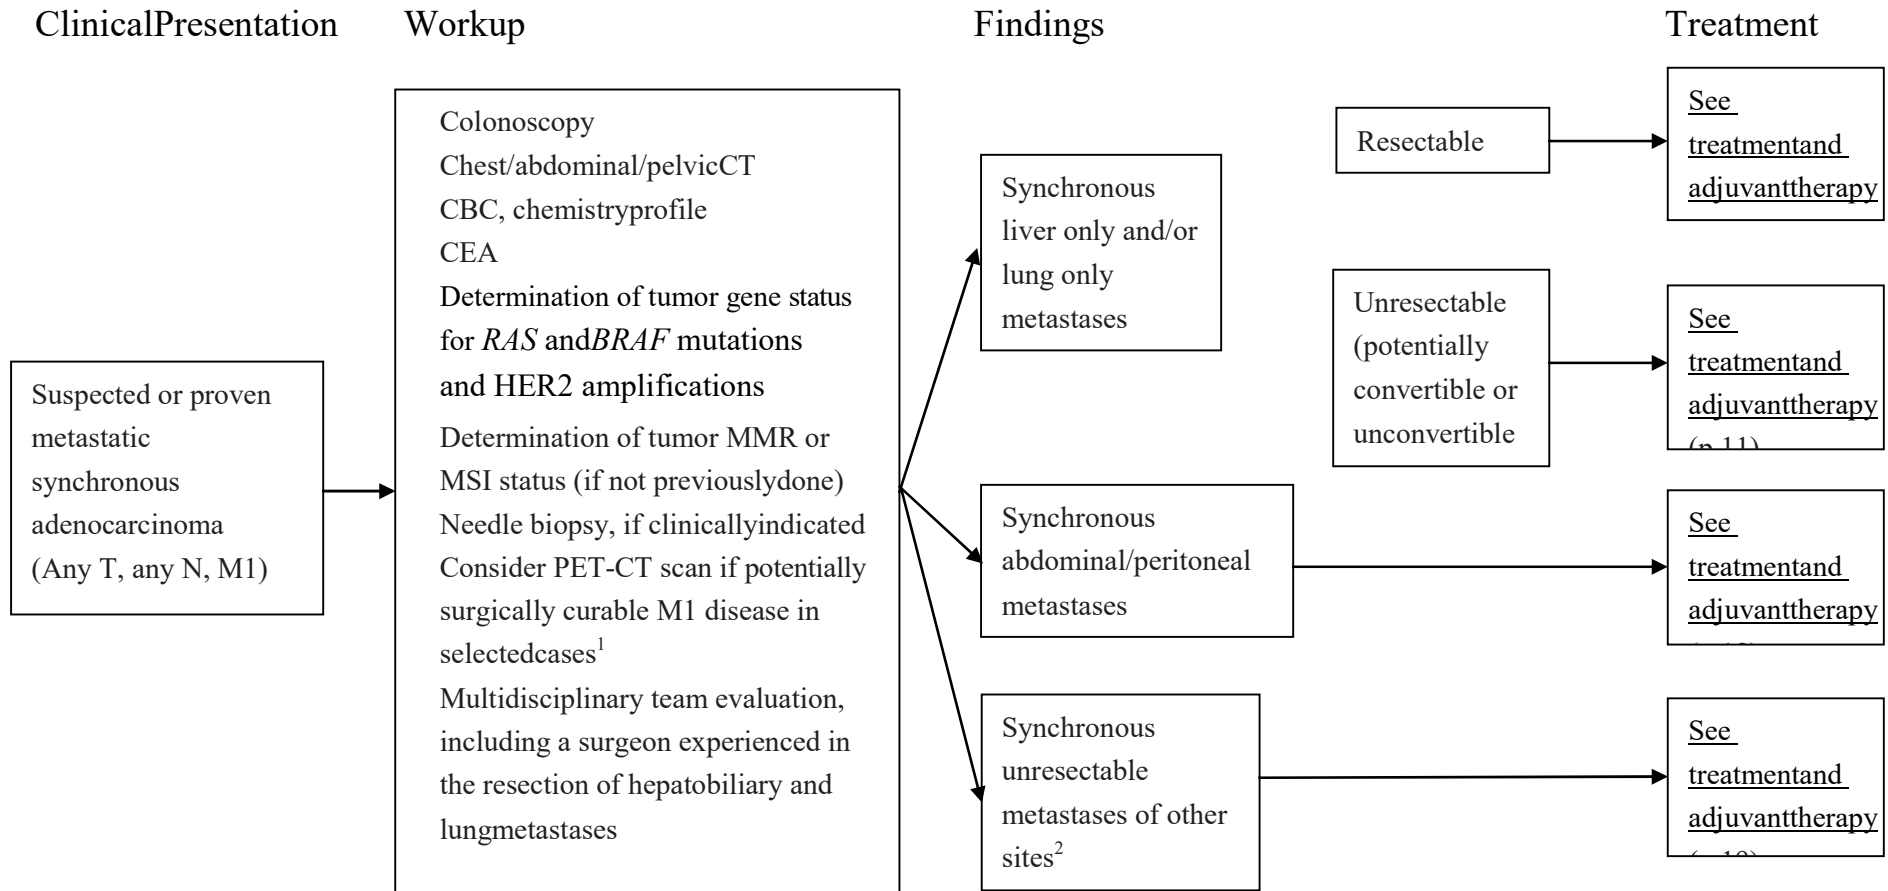 ClinicalPresentation Workup Findings Treatment
Suspected or proven
metastatic
synchronous
adenocarcinoma
(Any T, any N, M1)
Colonoscopy
Chest/abdominal/pelvicCT
CBC, chemistryprofile
CEA
Determination of tumor gene status
for RAS andBRAF mutations
and HER2 amplifications
Determination of tumor MMR or
MSI status (if not previouslydone)
Needle biopsy, if clinicallyindicated
Consider PET-CT scan if potentially
surgically curable M1 disease in
selectedcases1
Multidisciplinary team evaluation,
including a surgeon experienced in
the resection of hepatobiliary and
lungmetastases
Synchronous
liver only and/or
lung only
metastases
Resectable
See
treatmentand
adjuvanttherapy
Unresectable
(potentially
convertible or
unconvertible
See
treatmentand
adjuvanttherapy
(p.11)
Synchronous
abdominal/peritoneal
metastases
See
treatmentand
adjuvanttherapy
Synchronous
unresectable
metastases of other
sites2
See
treatmentand
adjuvanttherapy